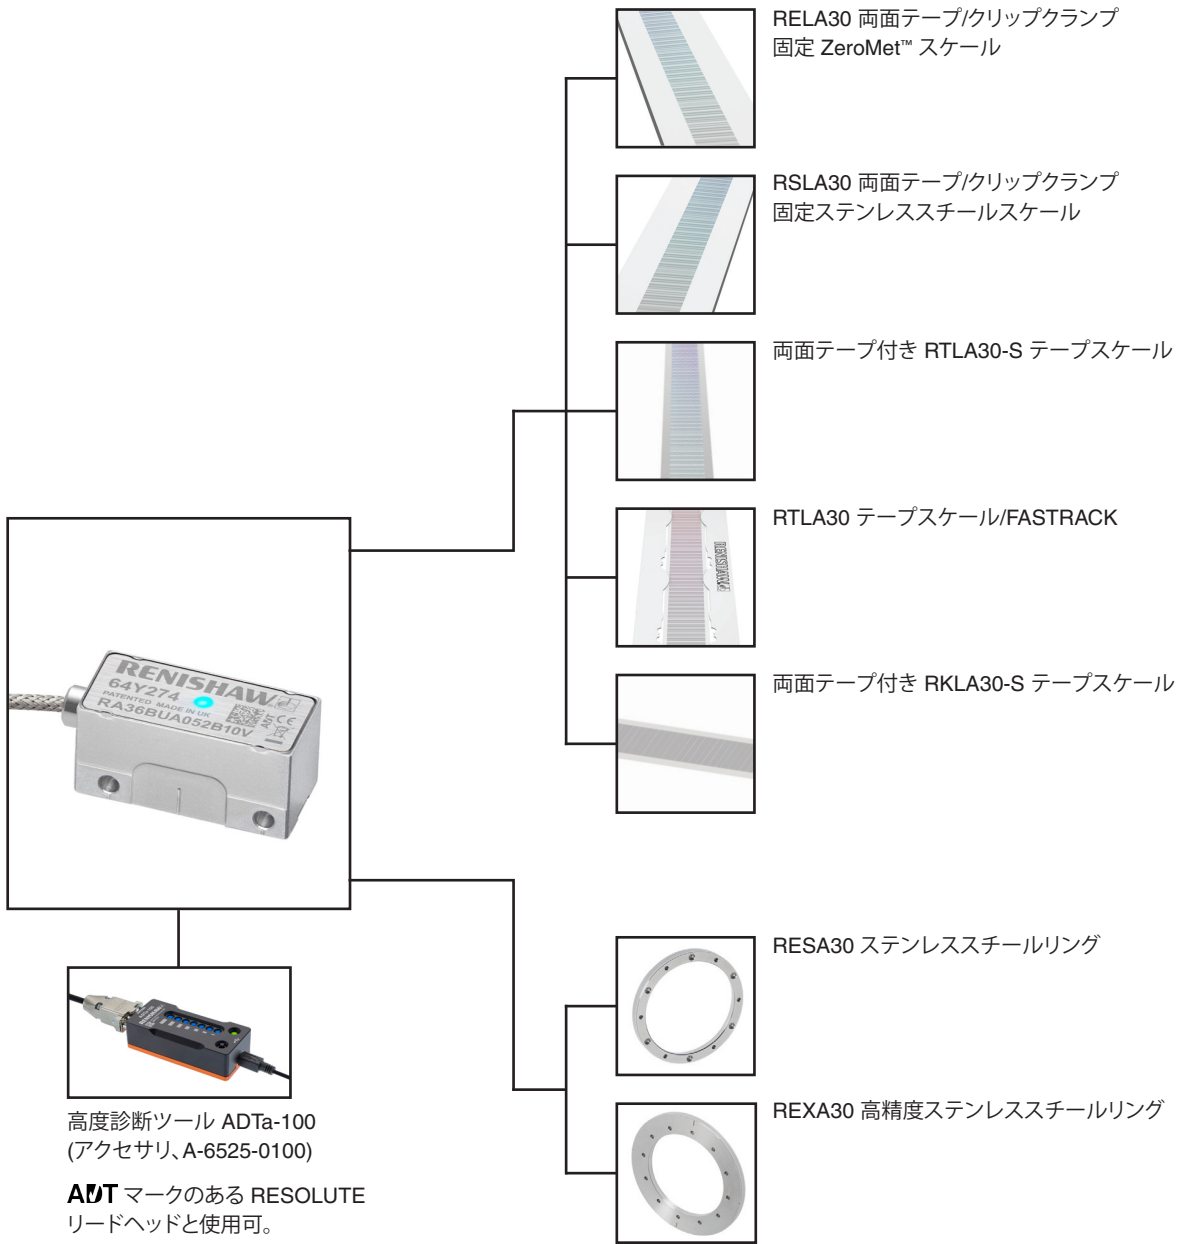 RELA30 両面テープ/クリップクランプ
固定 ZeroMet™ スケール
RSLA30 両面テープ/クリップクランプ
固定ステンレススチールスケール
両面テープ付き RTLA30-S テープスケール
RTLA30 テープスケール/FASTRACK
RENISHAW
両面テープ付き RKLA30-S テープスケール
RENISHAW
64Y274
PATENTED MADE IN UK
RA36BUA052B10V
ADT CE
RESA30 ステンレススチールリング
REXA30 高精度ステンレススチールリング
高度診断ツール ADTa-100
(アクセサリ、A-6525-0100)
ADT マークのある RESOLUTE
リードヘッドと使用可。